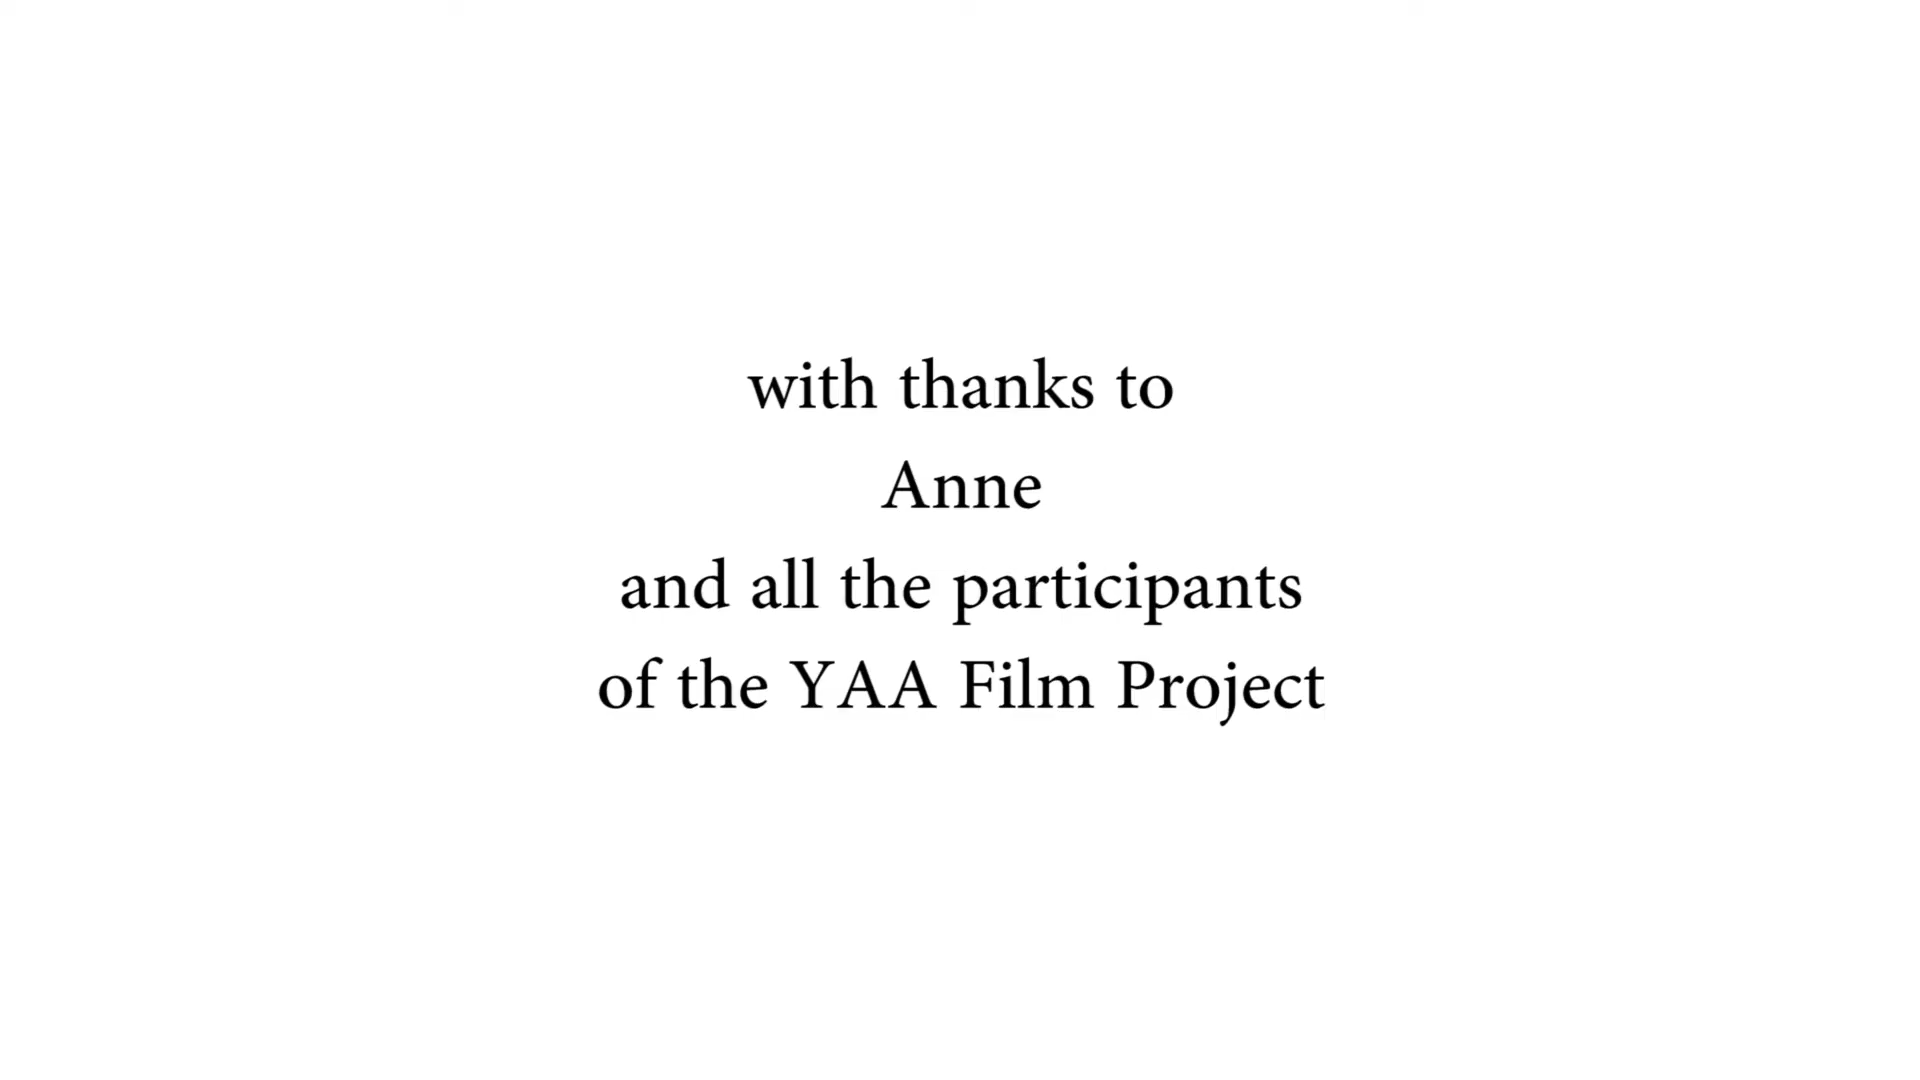 with thanks to
Anne
and all the participants
of the YAA Film Project